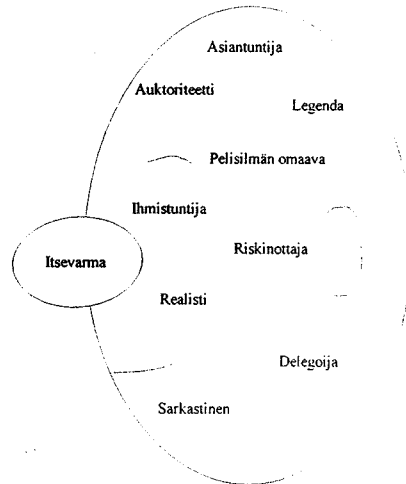 Asiantuntija
Auktoriteetti
Legenda
Pelisilmän omaava
Ihmistuntija
Riskinottaja
Itsevarma
Realisti
Delegoija
Sarkastinen